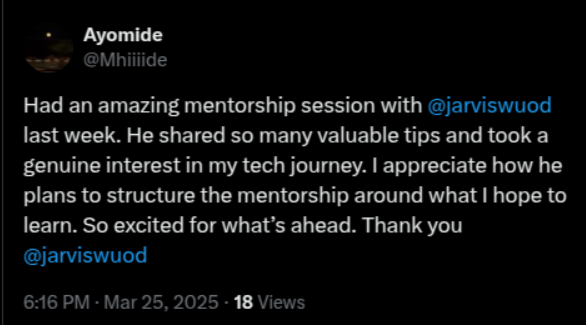 Ayomide
@Mhiiiide
Had an amazing mentorship session with @jarviswuod
last week. He shared so many valuable tips and took a
genuine interest in my tech journey. I appreciate how he
plans to structure the mentorship around what I hope to
learn. So excited for what’s ahead. Thank you
@jarviswuod
6:16 PM · Mar 25, 2025 · 18 Views